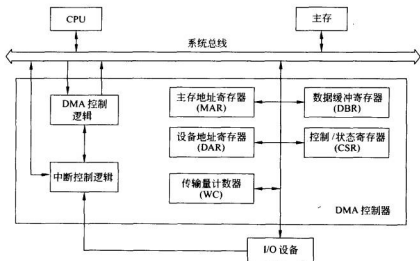 CPU
主存
系统总线
DMA 控制
逻辑
主存地址寄存器
(MAR)
数据缓冲寄存器
(DBR)
设备地址寄存器
(DAR)
控制/状态寄存器
(CSR)
中断控制逻辑
传输量计数器
(WC)
DMA 控制器
I/O 设备